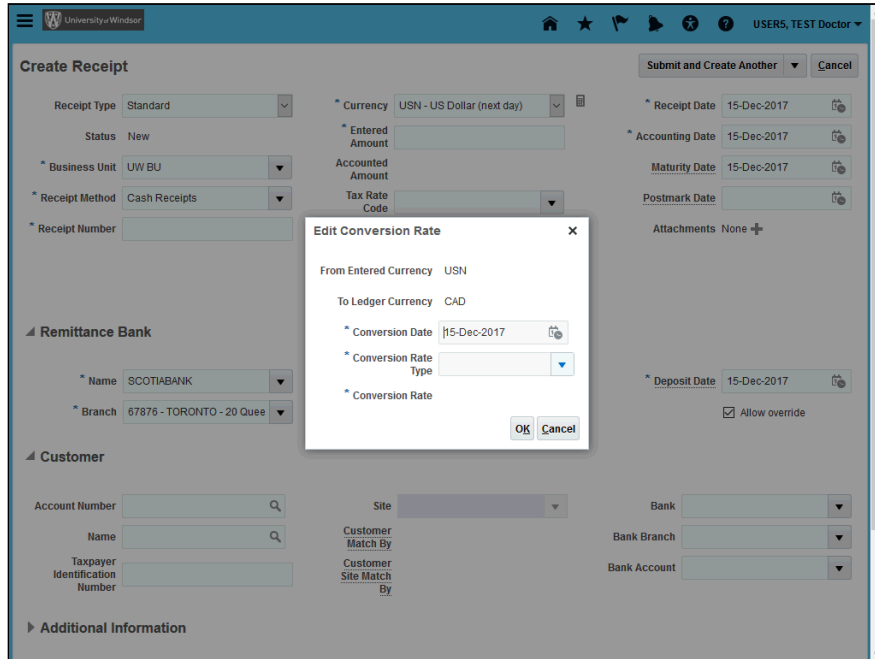 University of Windsor
USER5, TEST Doctor
Create Receipt
Submit and Create Another
Cancel
Receipt Type Standard
* Currency USN - US Dollar (next day)
* Receipt Date 15-Dec-2017
Status New
* Entered Amount
* Accounting Date 15-Dec-2017
* Business Unit UW BU
Accounted Amount
Maturity Date 15-Dec-2017
* Receipt Method Cash Receipts
Tax Rate Code
Postmark Date
* Receipt Number
Attachments None
Edit Conversion Rate
From Entered Currency USN
To Ledger Currency CAD
* Conversion Date 15-Dec-2017
* Conversion Rate Type
* Conversion Rate
OK Cancel
Remittance Bank
* Name SCOTIABANK
* Deposit Date 15-Dec-2017
* Branch 67876 - TORONTO - 20 Quee
Allow override
Customer
Account Number
Site
Bank
Name
Customer Match By
Bank Branch
Taxpayer Identification Number
Customer Site Match By
Bank Account
Additional Information